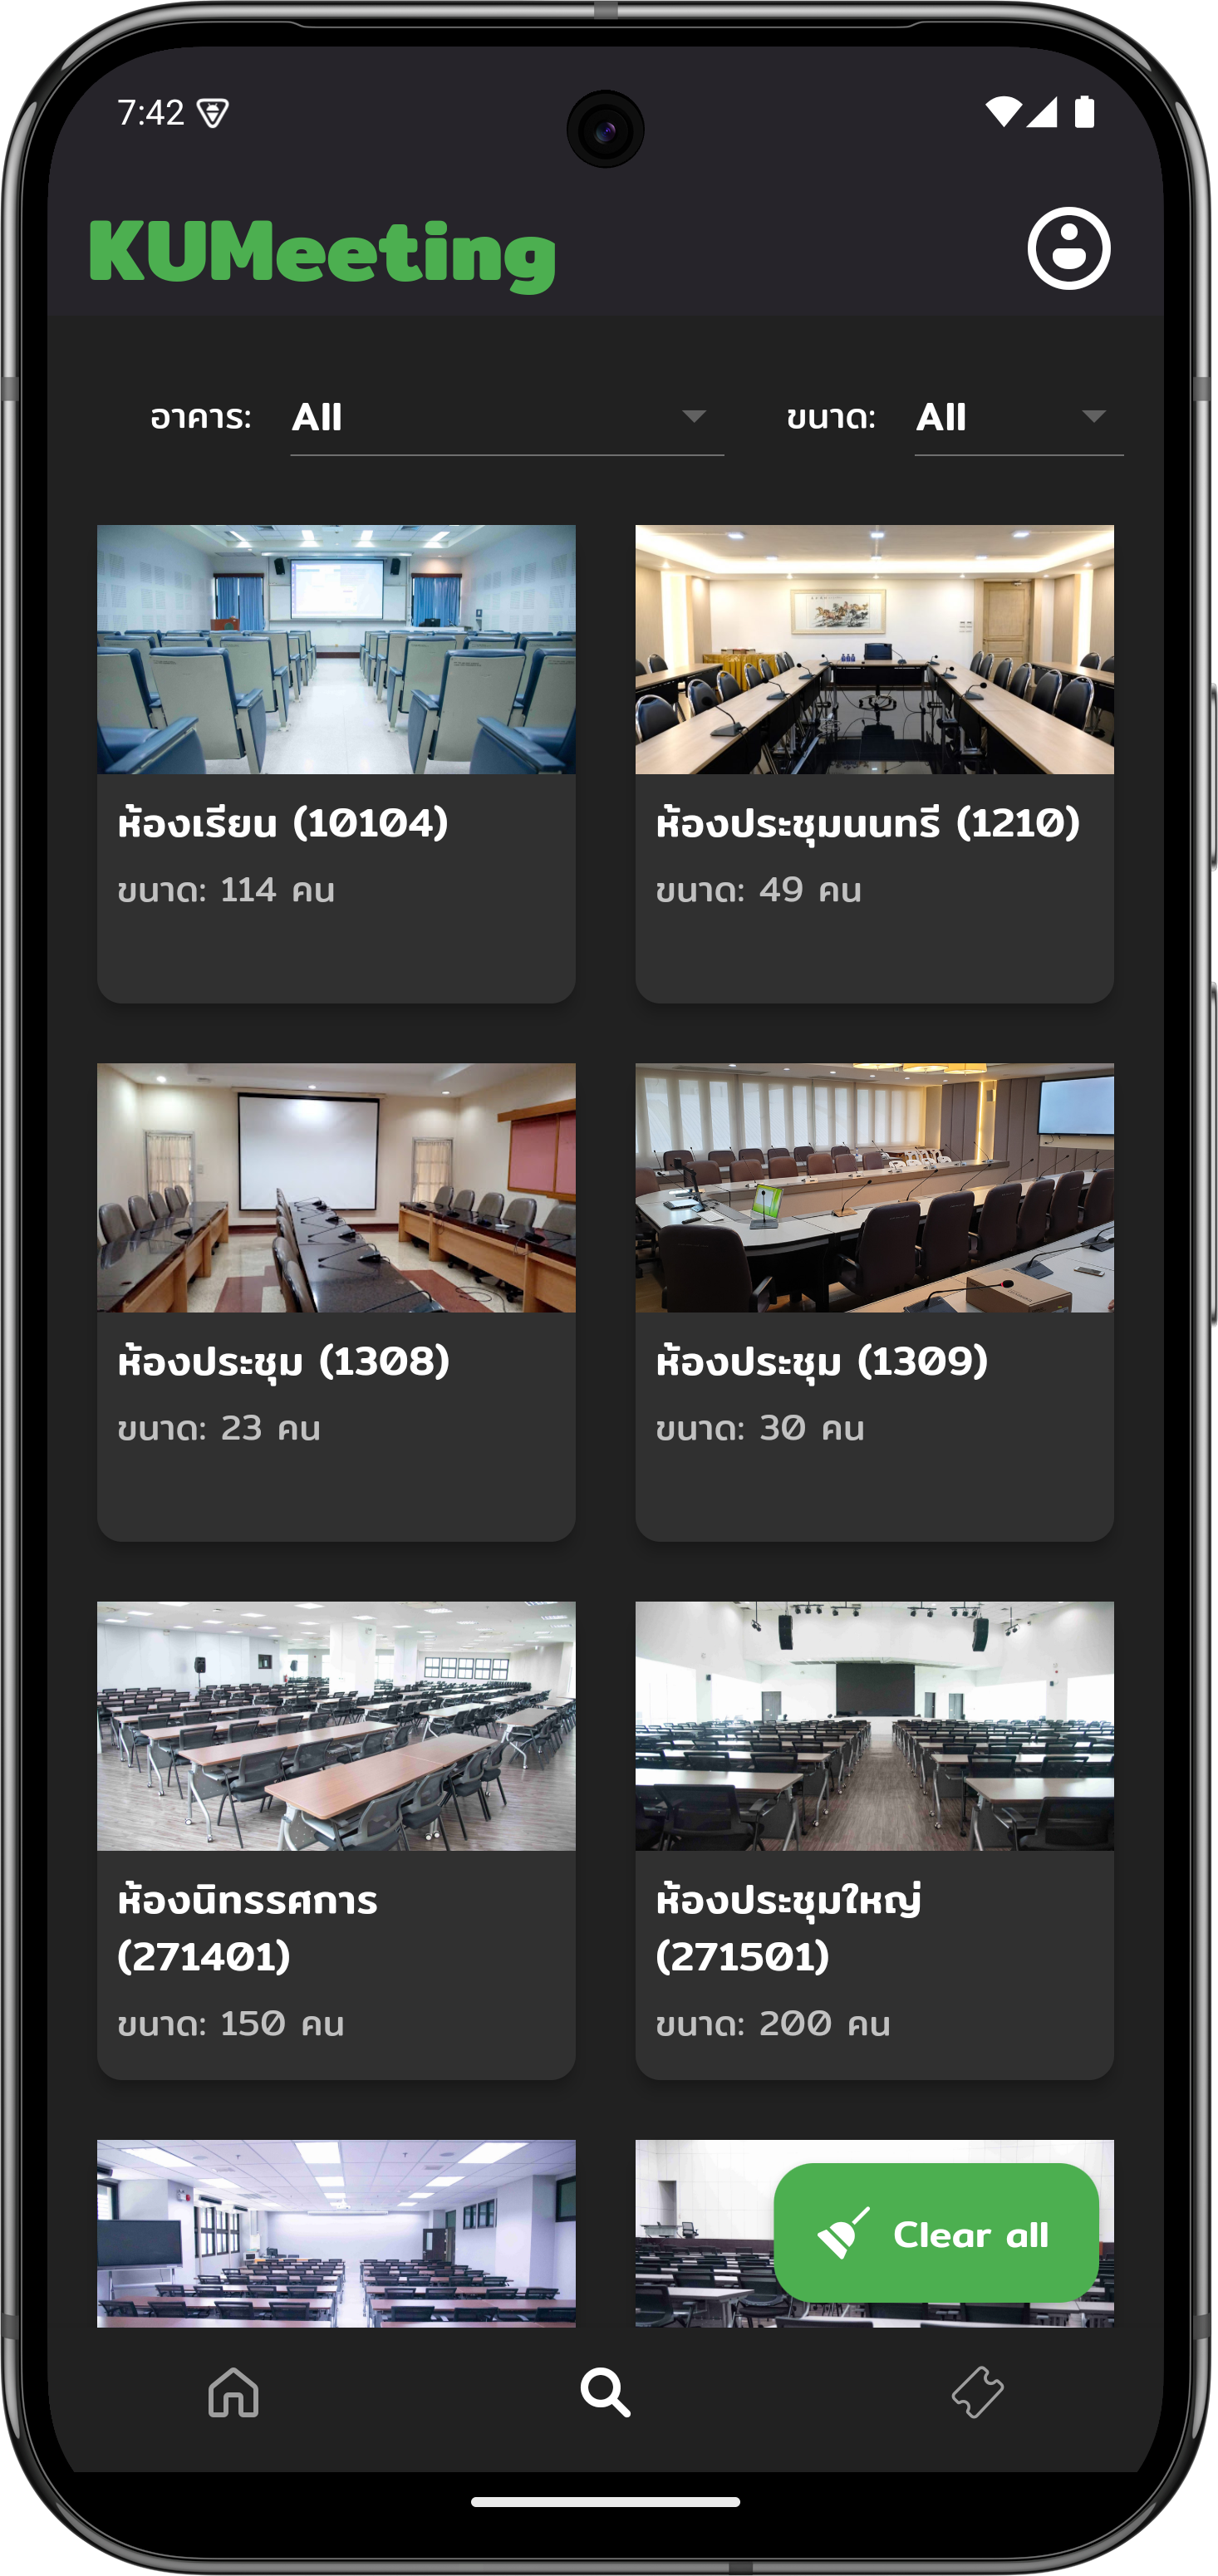 7:42
KUMeeting
อาคาร: All ขนาด: All
ห้องเรียน (10104)
ขนาด: 114 คน
ห้องประชุมนนทรี (1210)
ขนาด: 49 คน
ห้องประชุม (1308)
ขนาด: 23 คน
ห้องประชุม (1309)
ขนาด: 30 คน
ห้องนิทรรศการ
(271401)
ขนาด: 150 คน
ห้องประชุมใหญ่
(271501)
ขนาด: 200 คน
Clear all